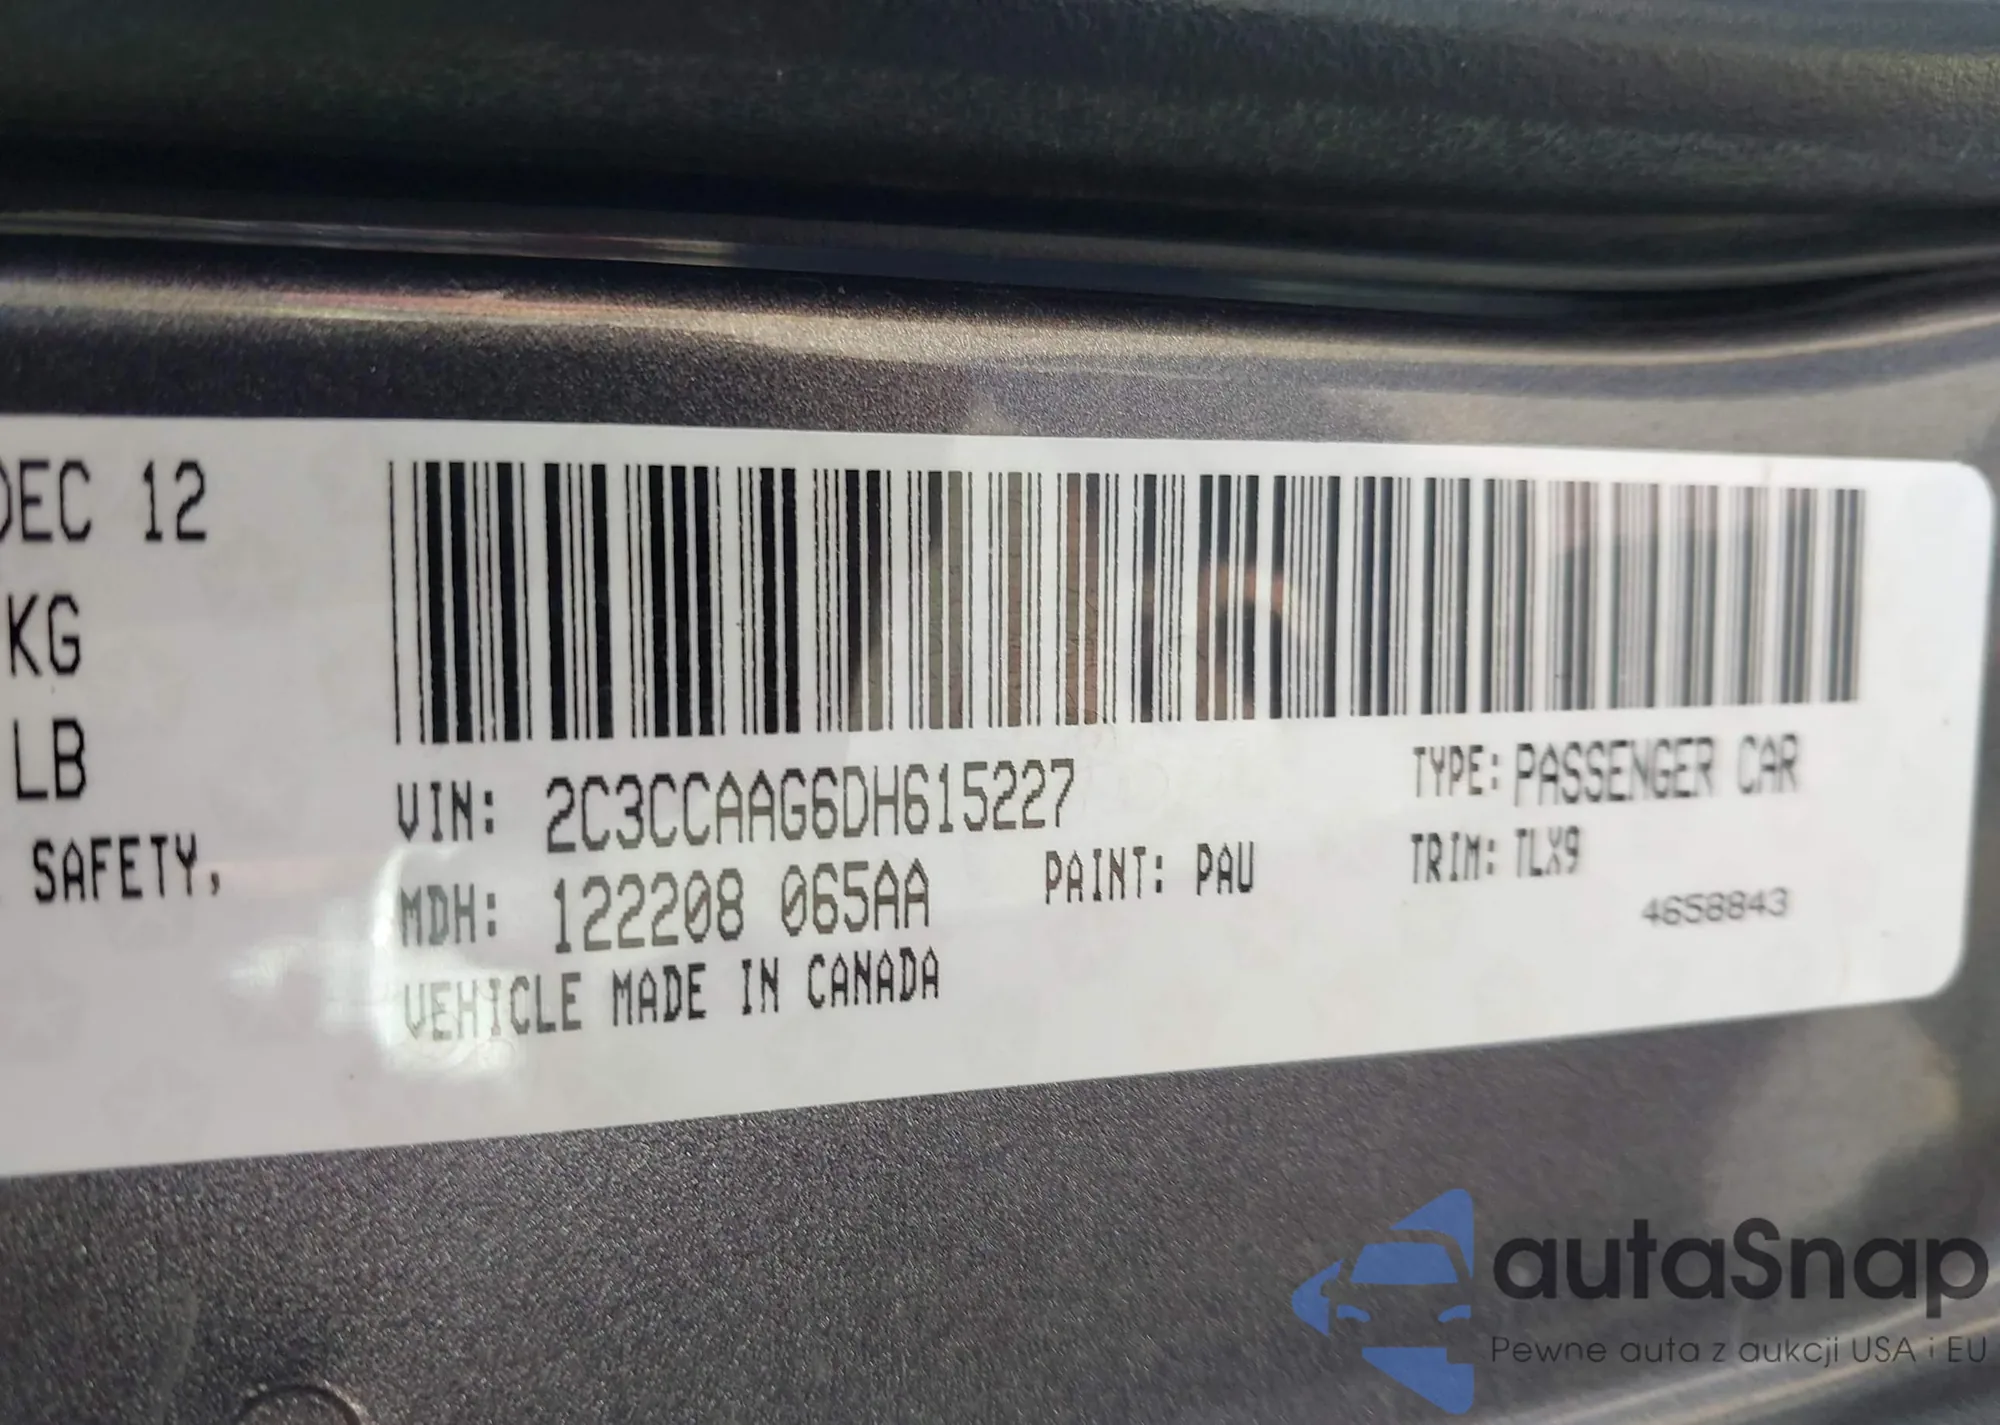 DEC 12
KG
LB
SAFETY,
VIN: 2C3CCAAG6DH615227
TYPE: PASSENGER CAR
MDH: 122208 065AA
PAINT: PAU
TRIM: TLX9
4658843
VEHICLE MADE IN CANADA
autaSnap
Pewne auta z aukcji USA i EU